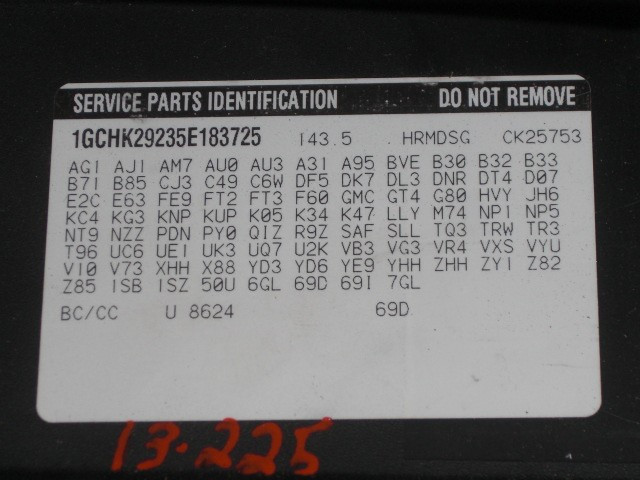 SERVICE PARTS IDENTIFICATION DO NOT REMOVE
1GCHK29235E183725 143.5 HRMDSG CK25753
AG1 AJ1 AM7 AU0 AU3 A31 A95 BVE B30 B32 B33
B71 B85 CJ3 C49 C6W DF5 DK7 DL3 DNR DT4 D07
E2C E63 FE9 FT2 FT3 F60 GMC GT4 G80 HVY JH6
KC4 KG3 KNP KUP K05 K34 K47 LLY M74 NP1 NP5
NT9 NZZ PDN PY0 QIZ R9Z SAF SLL TQ3 TRW TR3
T96 UC6 UE1 UK3 UQ7 U2K VB3 VG3 VR4 VXS VYU
V10 V73 XHH X88 YD3 YD6 YE9 YHH ZHH ZY1 Z82
Z85 1SB 1SZ 50U 6GL 69D 69I 7GL
BC/CC U 8624 69D
13-225